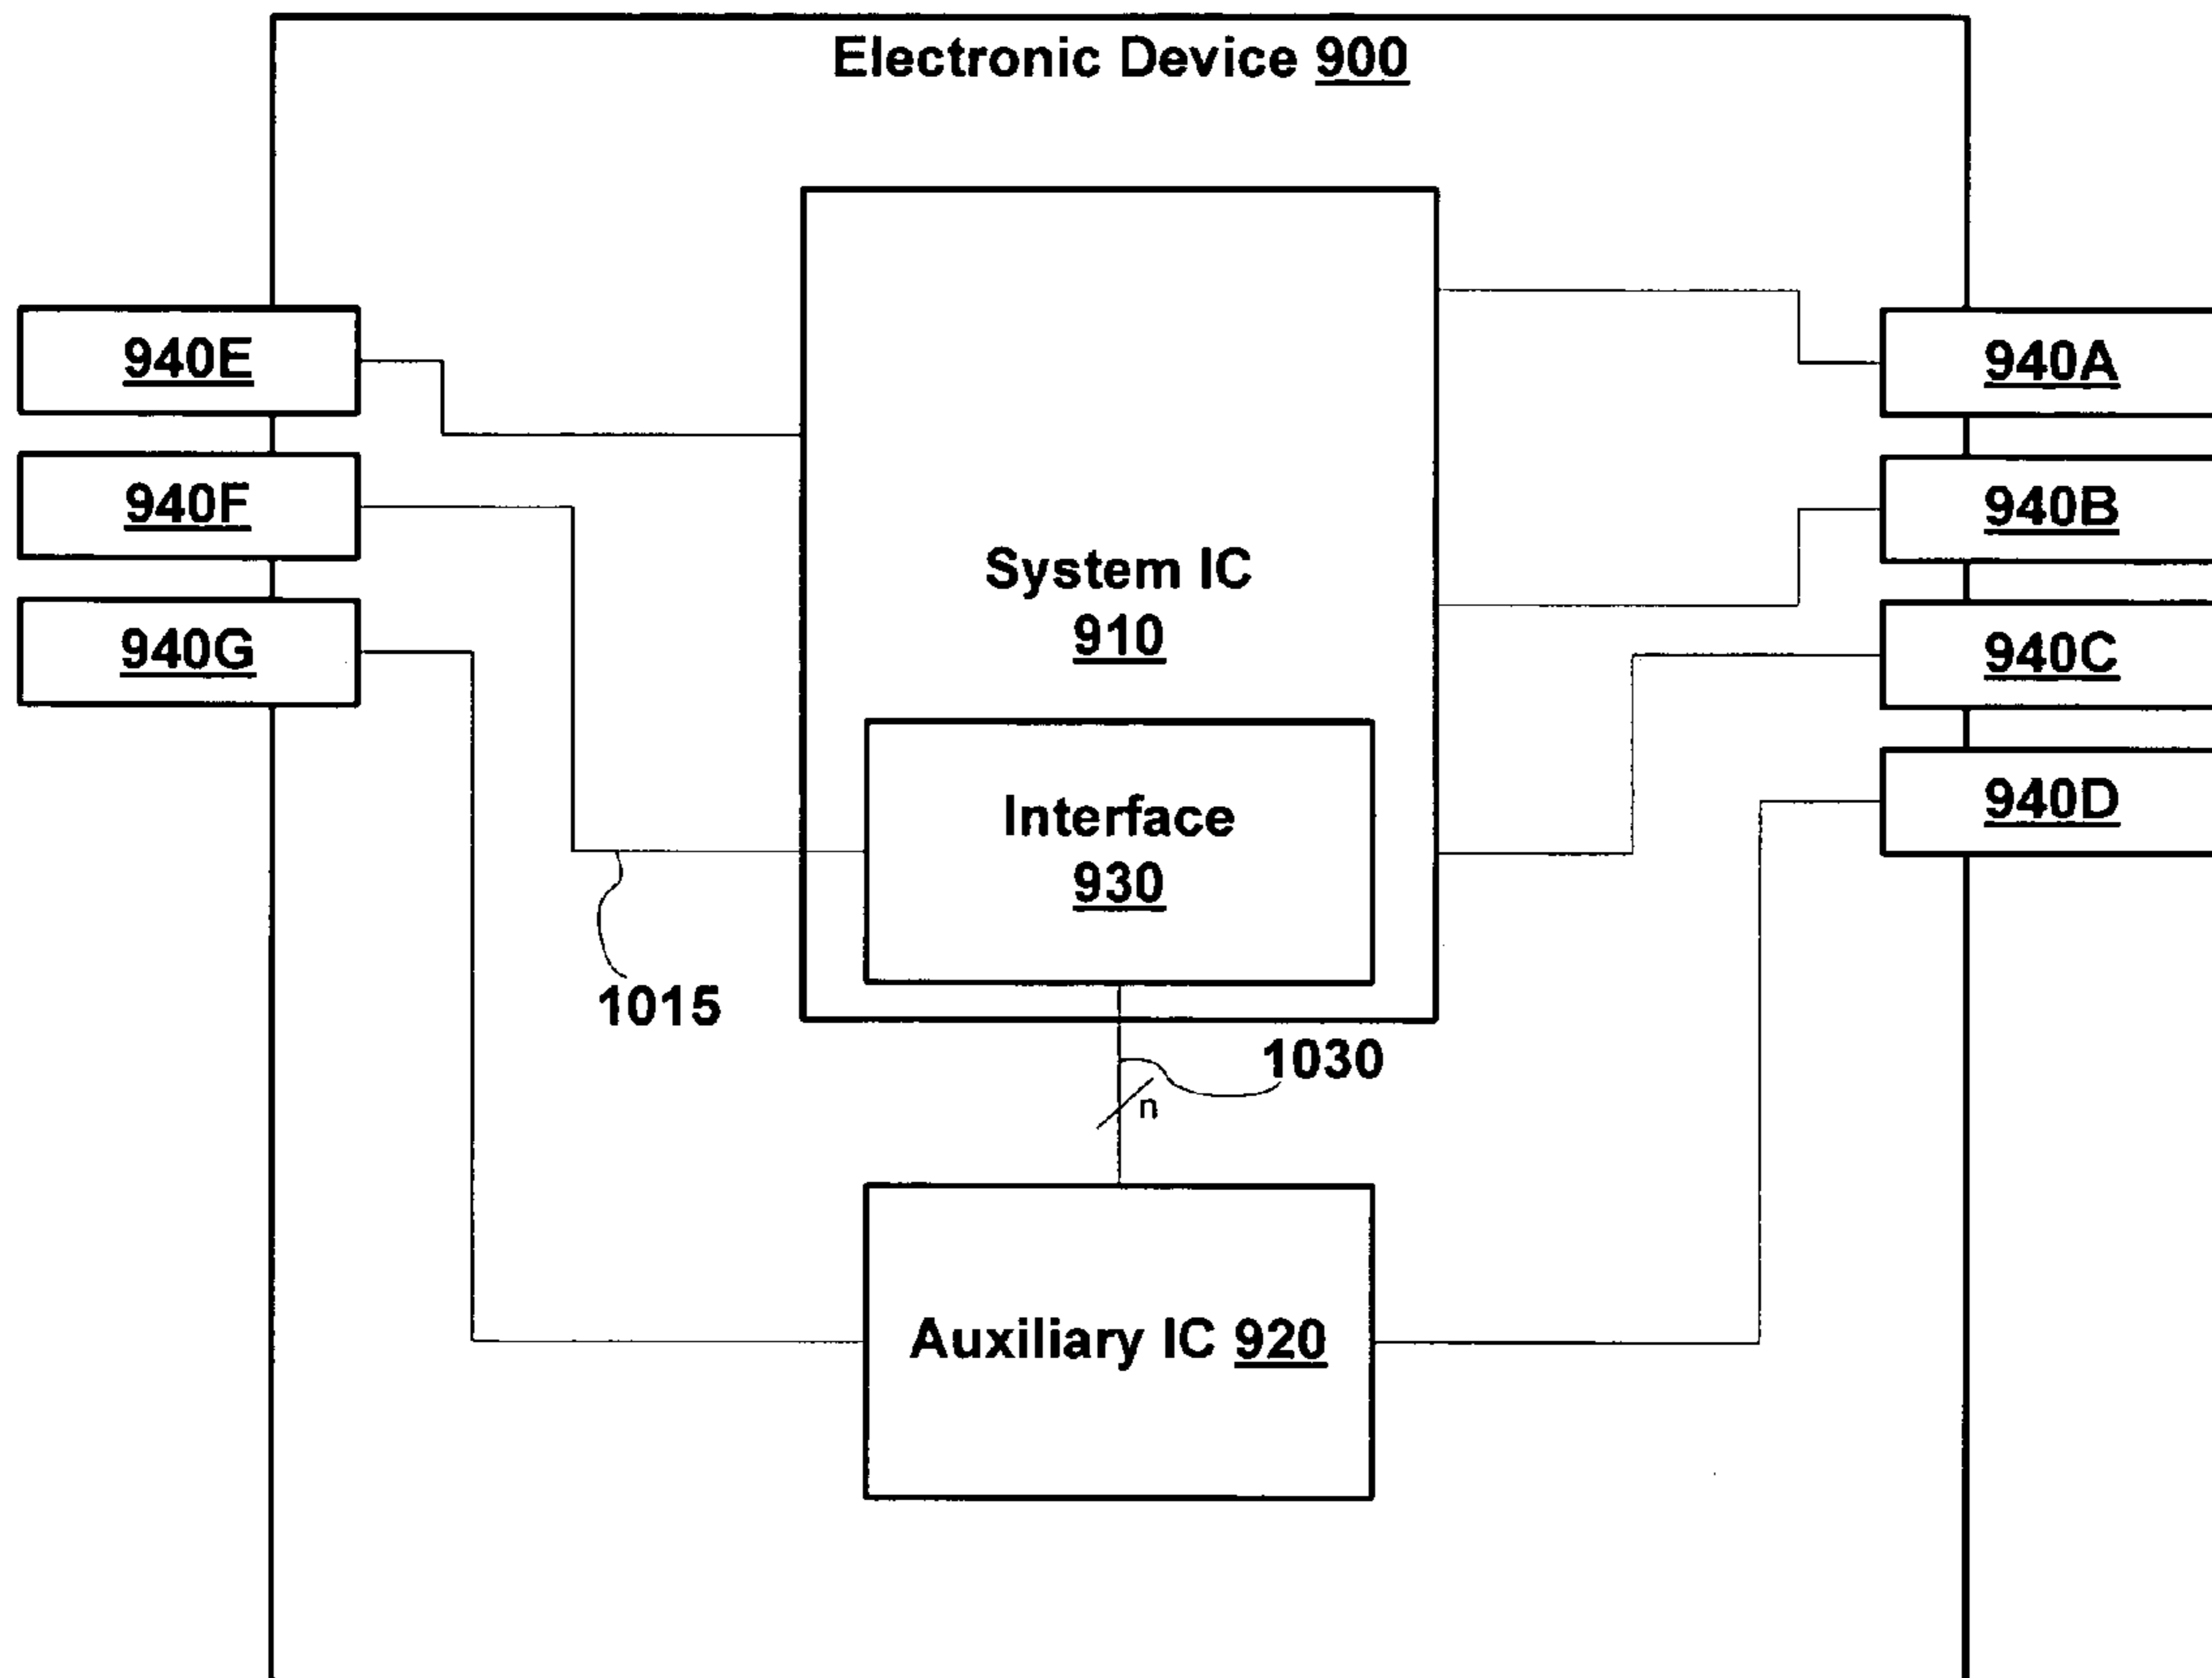 Electronic Device 900
940E
940F
940G
System IC
910
Interface
930
1015
1030
n
Auxiliary IC 920
940A
940B
940C
940D